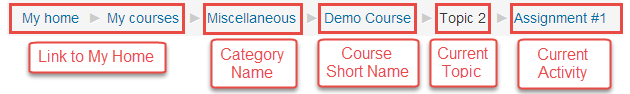 My home ► My courses ► Miscellaneous ► Demo Course ► Topic 2 ► Assignment #1
Link to My Home
Category
Name
Course
Short Name
Current
Topic
Current
Activity